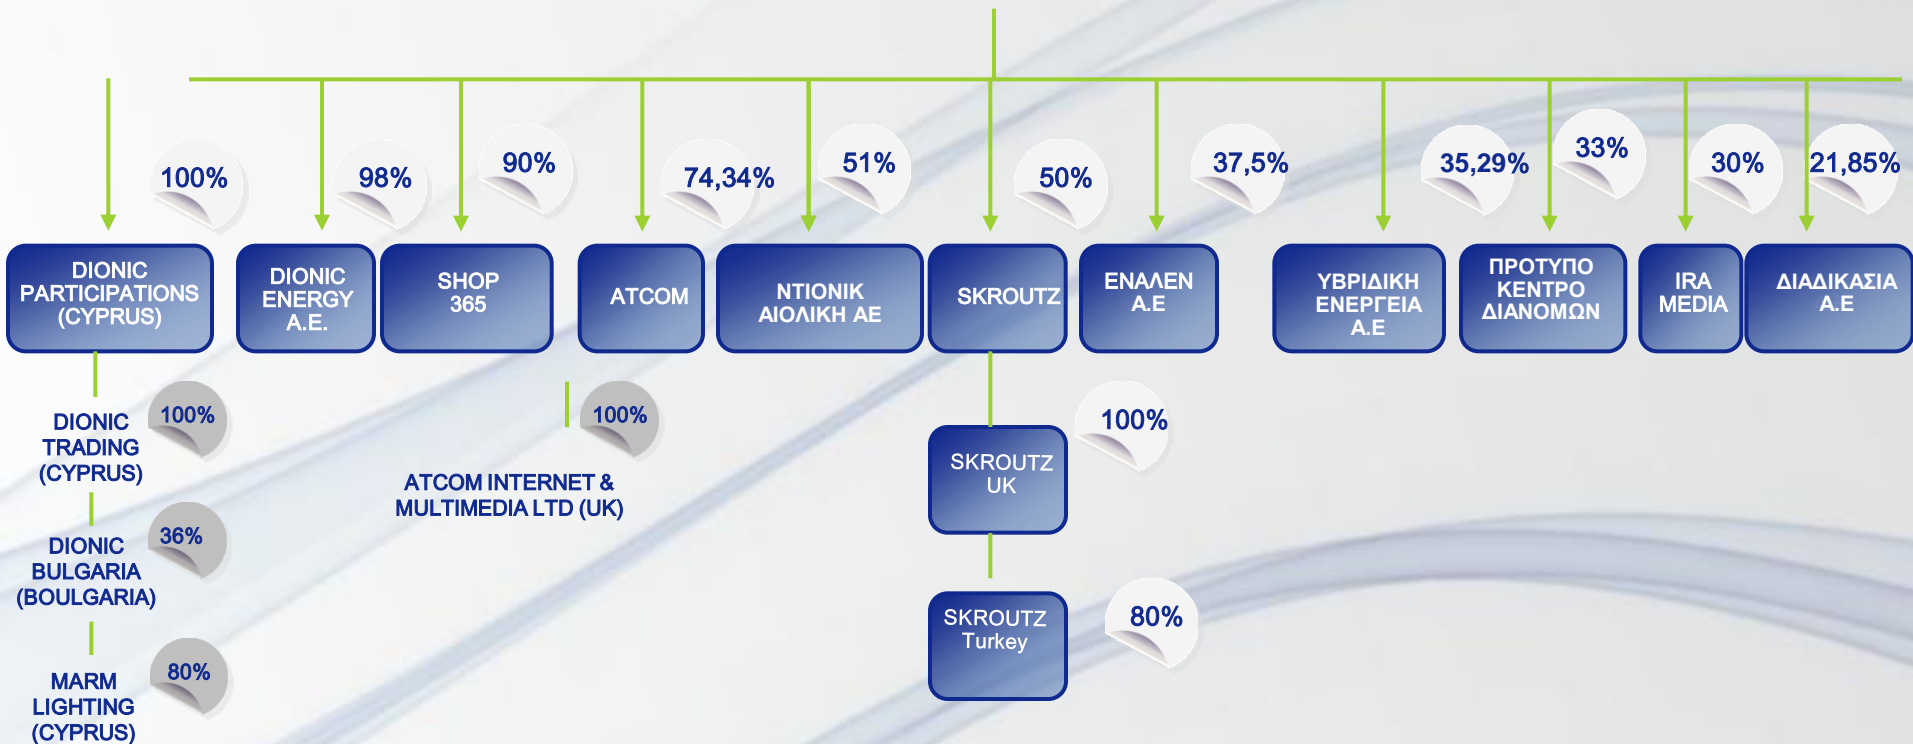 100%
98%
90%
74,34%
51%
50%
37,5%
35,29%
33%
30%
21,85%
DIONIC
PARTICIPATIONS
(CYPRUS)
DIONIC
ENERGY
A.E.
SHOP
365
ATCOM
ΝΤΙΟΝΙΚ
ΑΙΟΛΙΚΗ ΑΕ
SKROUTZ
ΕΝΑΛΕΝ
Α.Ε
ΥΒΡΙΔΙΚΗ
ΕΝΕΡΓΕΙΑ
Α.Ε
ΠΡΟΤΥΠΟ
ΚΕΝΤΡΟ
ΔΙΑΝΟΜΩΝ
IRA
MEDIA
ΔΙΑΔΙΚΑΣΙΑ
Α.Ε
DIONIC
TRADING
(CYPRUS)
100%
DIONIC
BULGARIA
(BOULGARIA)
36%
MARM
LIGHTING
(CYPRUS)
80%
100%
ATCOM INTERNET &
MULTIMEDIA LTD (UK)
SKROUTZ
UK
100%
SKROUTZ
Turkey
80%